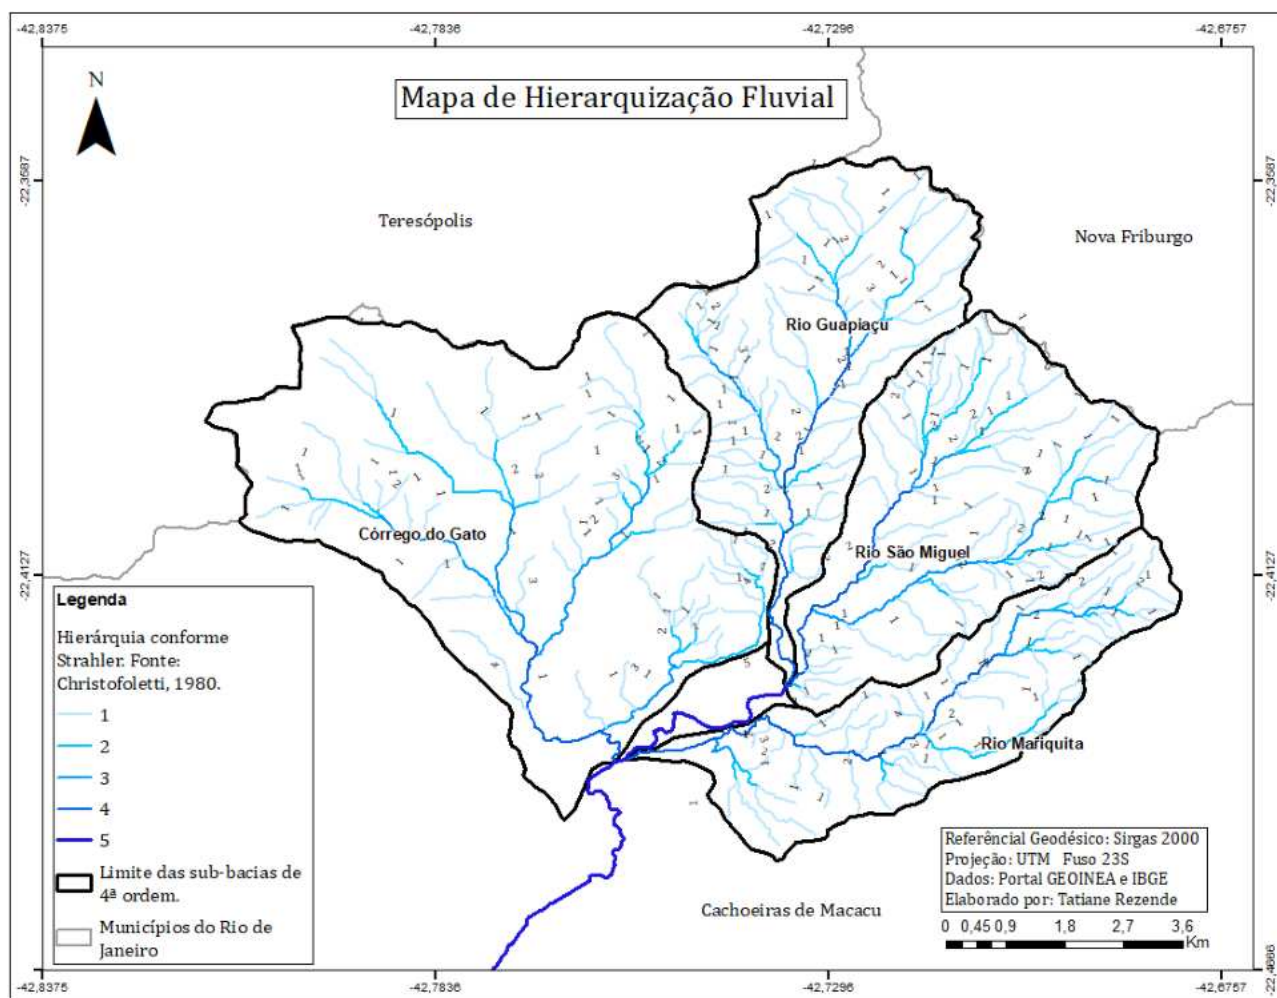 -42,8375
-42,7836
-42,7296
-42,6757
Mapa de Hierarquização Fluvial
N
-22,3587
-22,3587
Teresópolis
Nova Friburgo
Rio Guapiaçu
Córrego do Gato
Rio São Miguel
-22,4127
-22,4127
Rio Mariquita
Legenda
Hierárquia conforme
Strahler. Fonte:
Christofoletti, 1980.
1
2
3
4
5
Limite das sub-bacias de
4ª ordem.
Municípios do Rio de
Janeiro
Cachoeiras de Macacu
Referêncial Geodésico: Sirgas 2000
Projeção: UTM Fuso 23S
Dados: Portal GEOINEA e IBGE
Elaborado por: Tatiane Rezende
0 0,45 0,9 1,8 2,7 3,6
Km
-22,4666
-42,8375
-42,7836
-42,7296
-42,6757